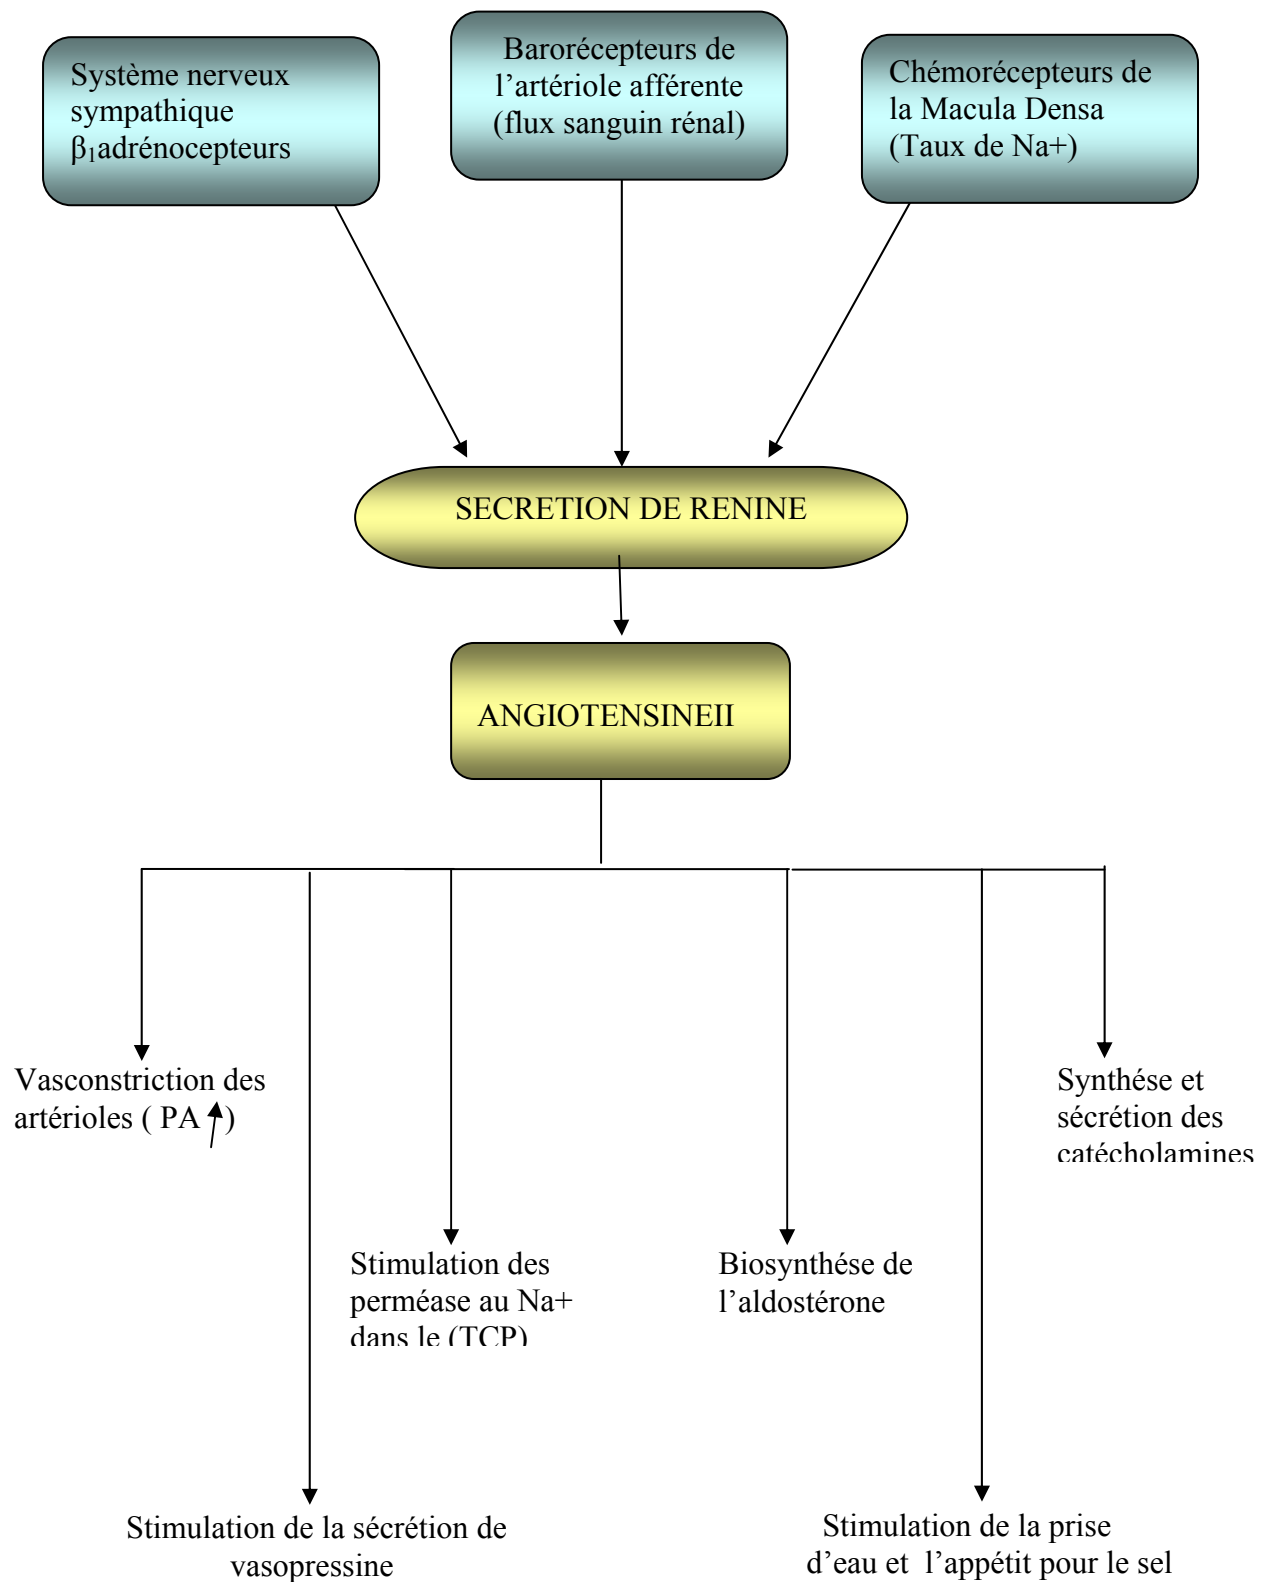 Système nerveux
sympathique
β₁adrénocepteurs
Barorécepteurs de
l’artériole afférente
(flux sanguin rénal)
Chémorécepteurs de
la Macula Densa
(Taux de Na+)
SECRETION DE RENINE
ANGIOTENSINEII
Vasconstriction des
artérioles ( PA )
Synthése et
sécrétion des
catécholamines
Stimulation des
perméase au Na+
dans le (TCP)
Biosynthése de
l’aldostérone
Stimulation de la sécrétion de
vasopressine
Stimulation de la prise
d’eau et l’appétit pour le sel